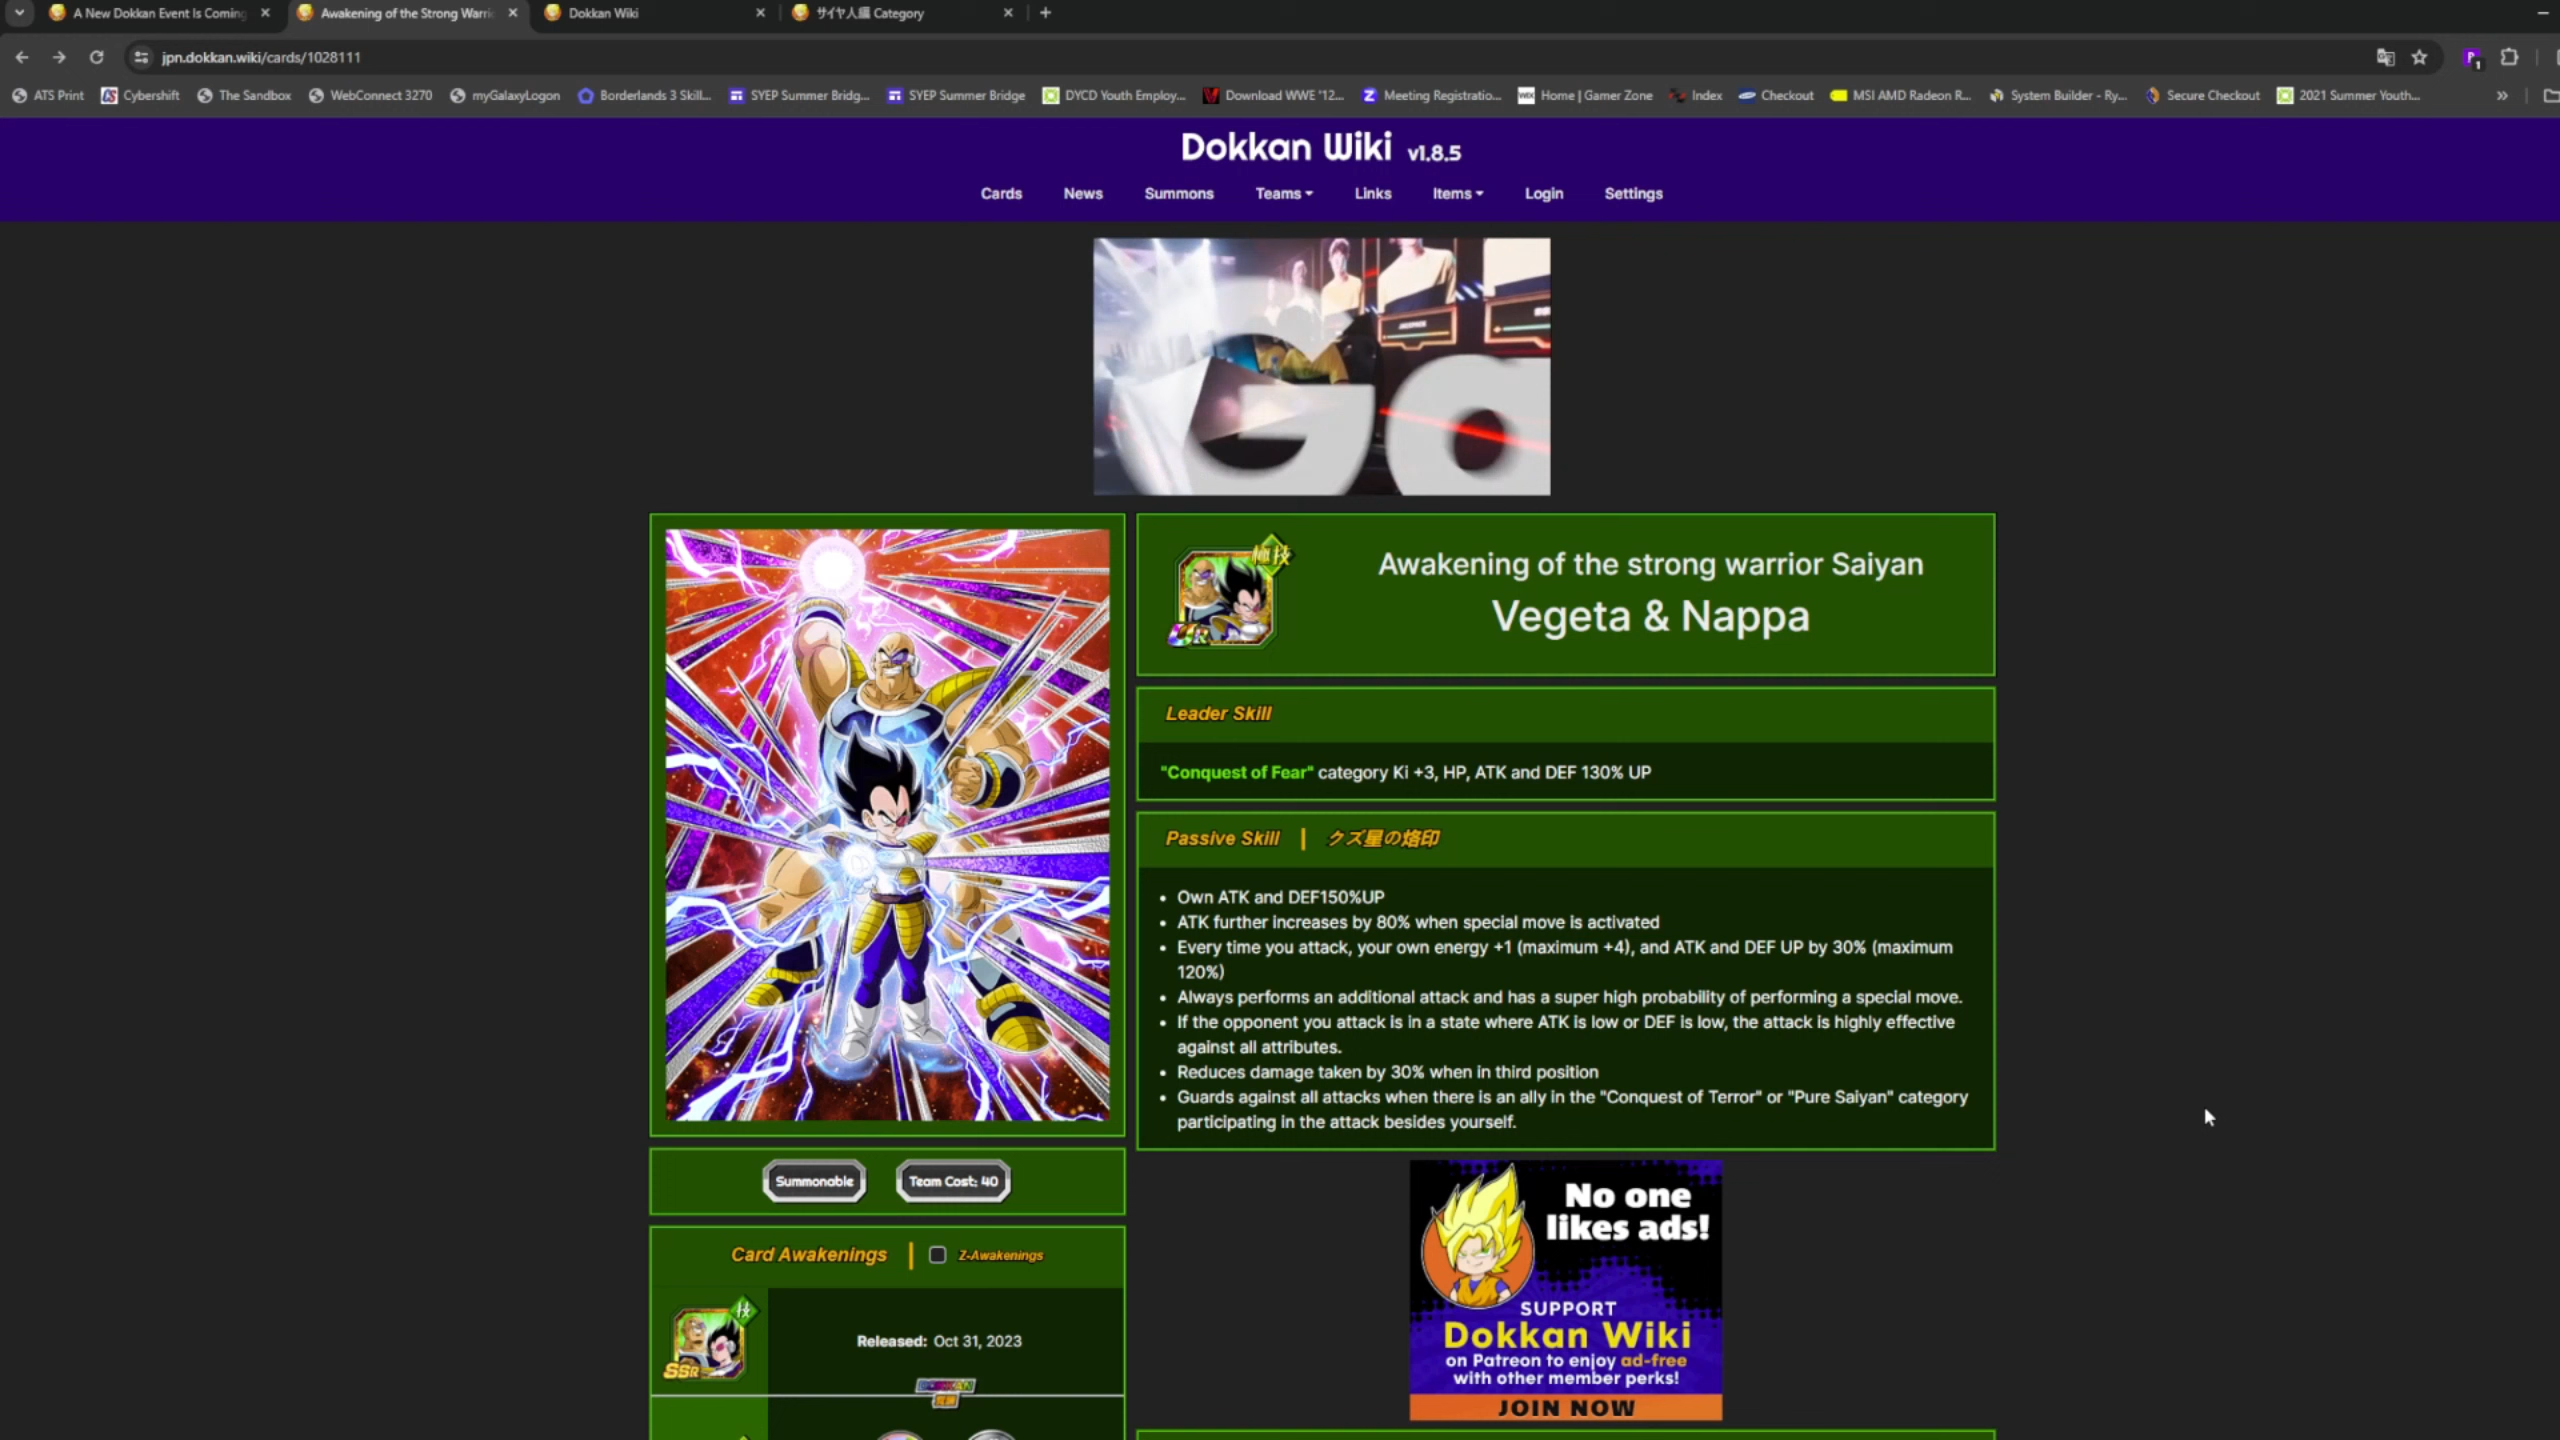 A New Dokkan Event Is Coming
Awakening of the Strong Warri
Dokkan Wiki
サイヤ人編 Category
jpn.dokkan.wiki/cards/1028111
ATS Print
Cybershift
The Sandbox
WebConnect 3270
myGalaxyLogon
Borderlands 3 Skill...
SYEP Summer Bridg...
SYEP Summer Bridge
DYCD Youth Employ...
Download WWE '12...
Meeting Registratio...
Home | Gamer Zone
Index
Checkout
MSI AMD Radeon R...
System Builder - Ry...
Secure Checkout
2021 Summer Youth...
Dokkan Wiki v1.8.5
Cards News Summons Teams Links Items Login Settings
Go
Awakening of the strong warrior Saiyan
Vegeta & Nappa
極技
UR
Leader Skill
"Conquest of Fear" category Ki +3, HP, ATK and DEF 130% UP
Passive Skill | クズ星の烙印
Own ATK and DEF150%UP
ATK further increases by 80% when special move is activated
Every time you attack, your own energy +1 (maximum +4), and ATK and DEF UP by 30% (maximum
120%)
Always performs an additional attack and has a super high probability of performing a special move.
If the opponent you attack is in a state where ATK is low or DEF is low, the attack is highly effective
against all attributes.
Reduces damage taken by 30% when in third position
Guards against all attacks when there is an ally in the "Conquest of Terror" or "Pure Saiyan" category
participating in the attack besides yourself.
Summonable
Team Cost: 40
Card Awakenings | Z-Awakenings
技
SSR
Released: Oct 31, 2023
No one
likes ads!
SUPPORT
Dokkan Wiki
on Patreon to enjoy ad-free
with other member perks!
JOIN NOW